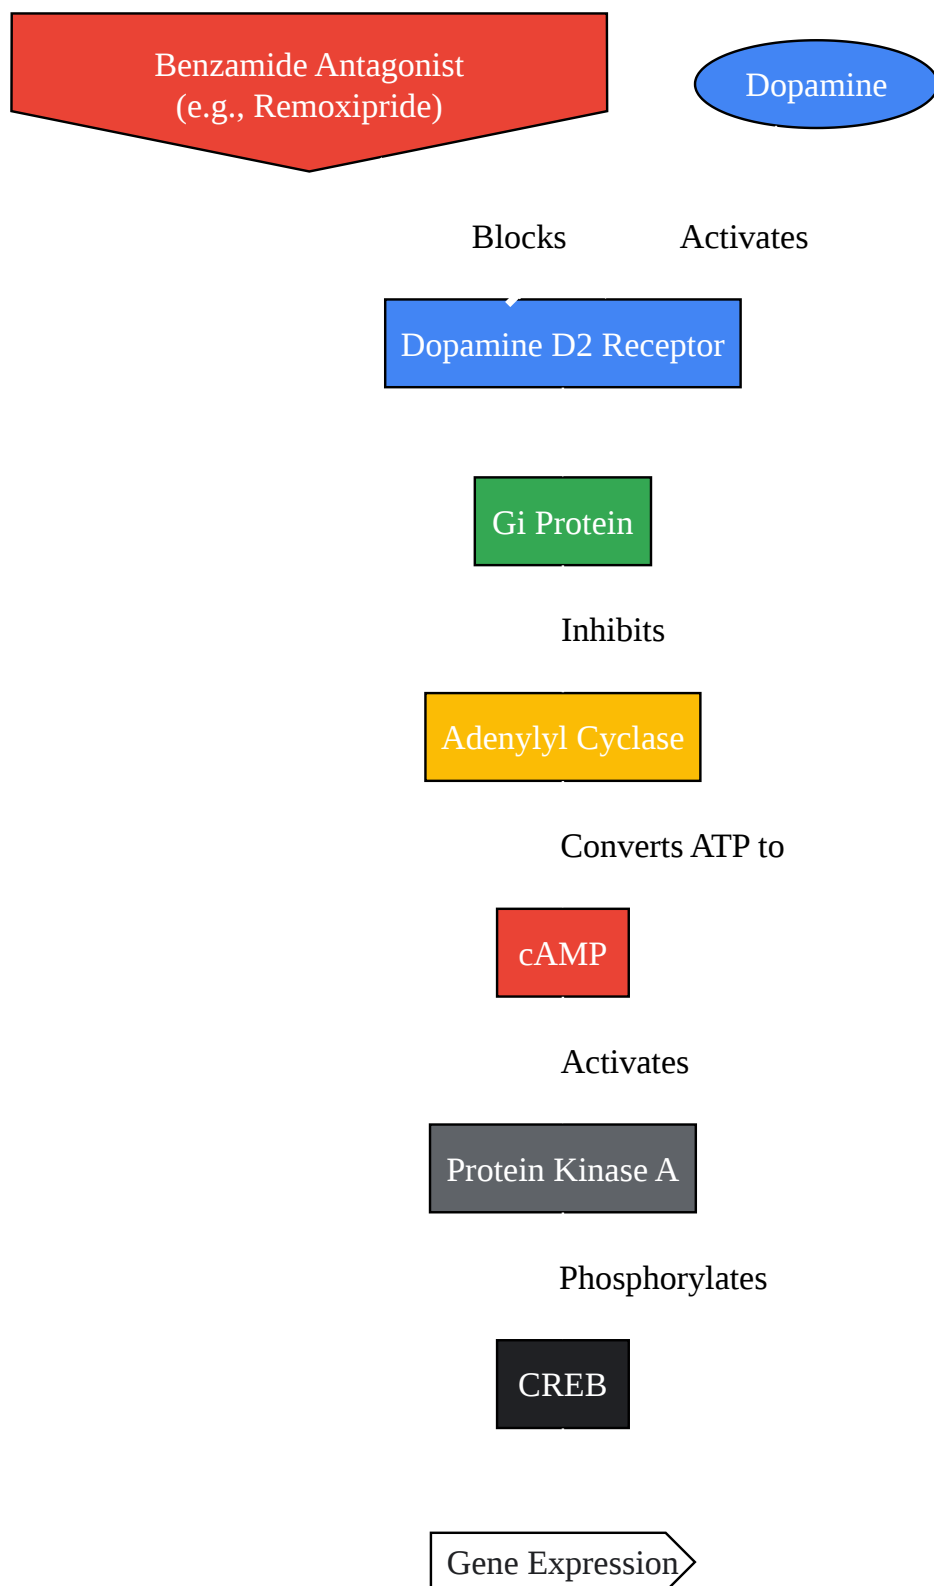 Benzamide Antagonist
(e.g., Remoxipride)
Dopamine
Blocks
Activates
Dopamine D2 Receptor
Gi Protein
Inhibits
Adenylyl Cyclase
Converts ATP to
cAMP
Activates
Protein Kinase A
Phosphorylates
CREB
Gene Expression